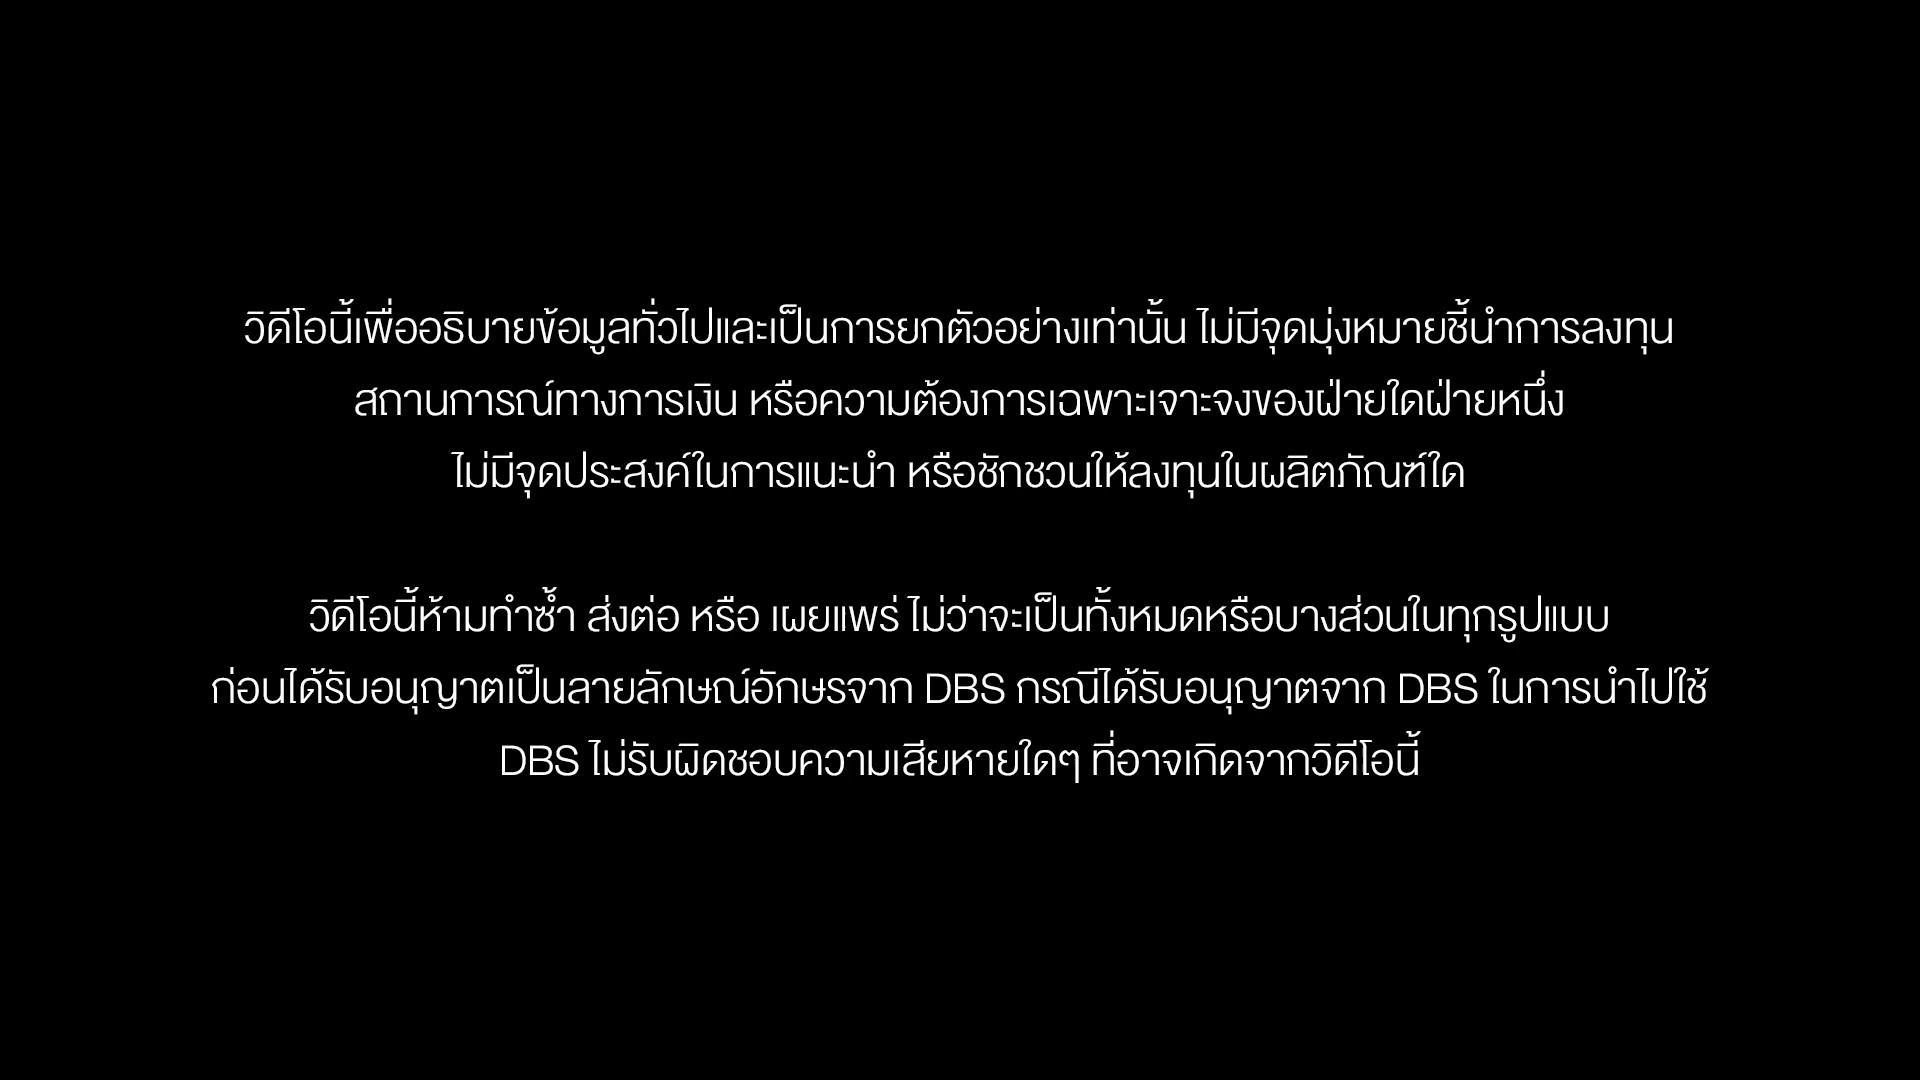 วิดีโอนี้เพื่ออธิบายข้อมูลทั่วไปและเป็นการยกตัวอย่างเท่านั้น ไม่มีจุดมุ่งหมายชี้นำการลงทุน
สถานการณ์ทางการเงิน หรือความต้องการเฉพาะเจาะจงของฝ่ายใดฝ่ายหนึ่ง
ไม่มีจุดประสงค์ในการแนะนำ หรือชักชวนให้ลงทุนในผลิตภัณฑ์ใด
วิดีโอนี้ห้ามทำซ้ำ ส่งต่อ หรือ เผยแพร่ ไม่ว่าจะเป็นทั้งหมดหรือบางส่วนในทุกรูปแบบ
ก่อนได้รับอนุญาตเป็นลายลักษณ์อักษรจาก DBS กรณีได้รับอนุญาตจาก DBS ในการนำไปใช้
DBS ไม่รับผิดชอบความเสียหายใดๆ ที่อาจเกิดจากวิดีโอนี้